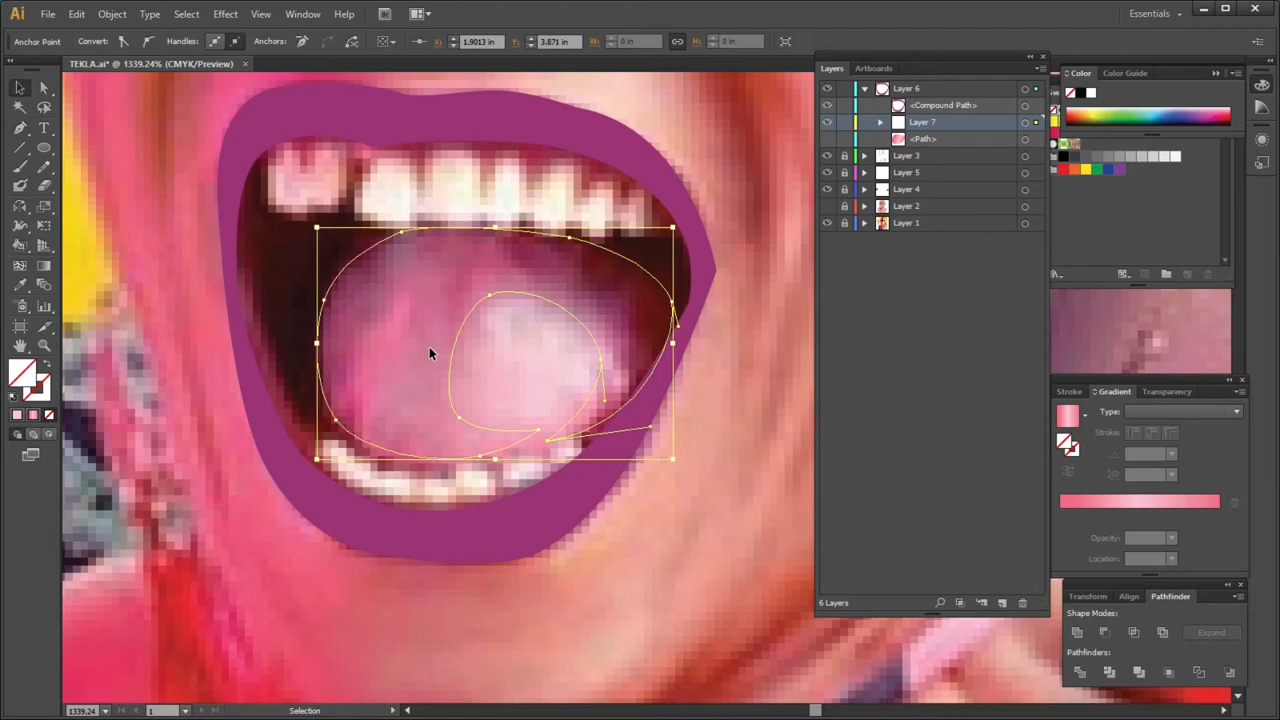 Ai File Edit Object Type Select Effect View Window Help Essentials
Anchor Point Convert: Handles: Anchors: X: 1.9013 in Y: 3.871 in W: 0 in H: 0 in
TEKLA.ai* @ 1339.24% (CMYK/Preview)
Layers Artboards
Layer 6
<Compound Path>
Layer 7
<Path>
Layer 3
Layer 5
Layer 4
Layer 2
Layer 1
6 Layers
Color Color Guide
Stroke Gradient Transparency
Type:
Stroke:
Opacity:
Location:
Transform Align Pathfinder
Shape Modes:
Expand
Pathfinders:
1339.24 1 Selection